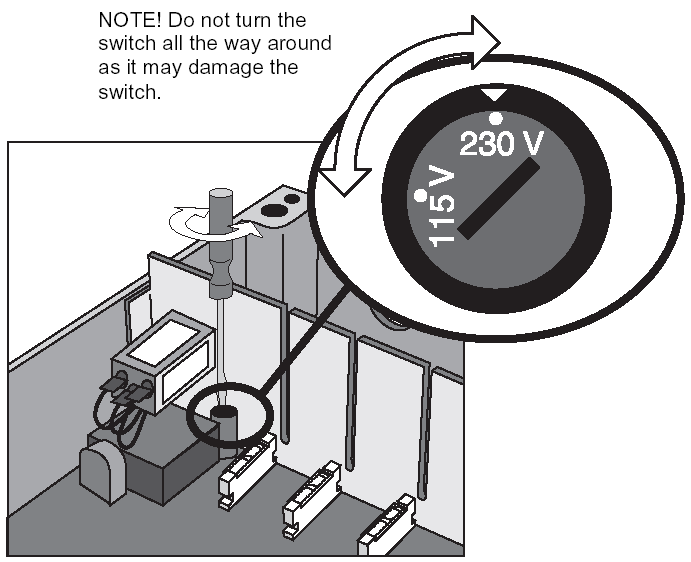 NOTE! Do not turn the
switch all the way around
as it may damage the
switch.
230 V
115 V